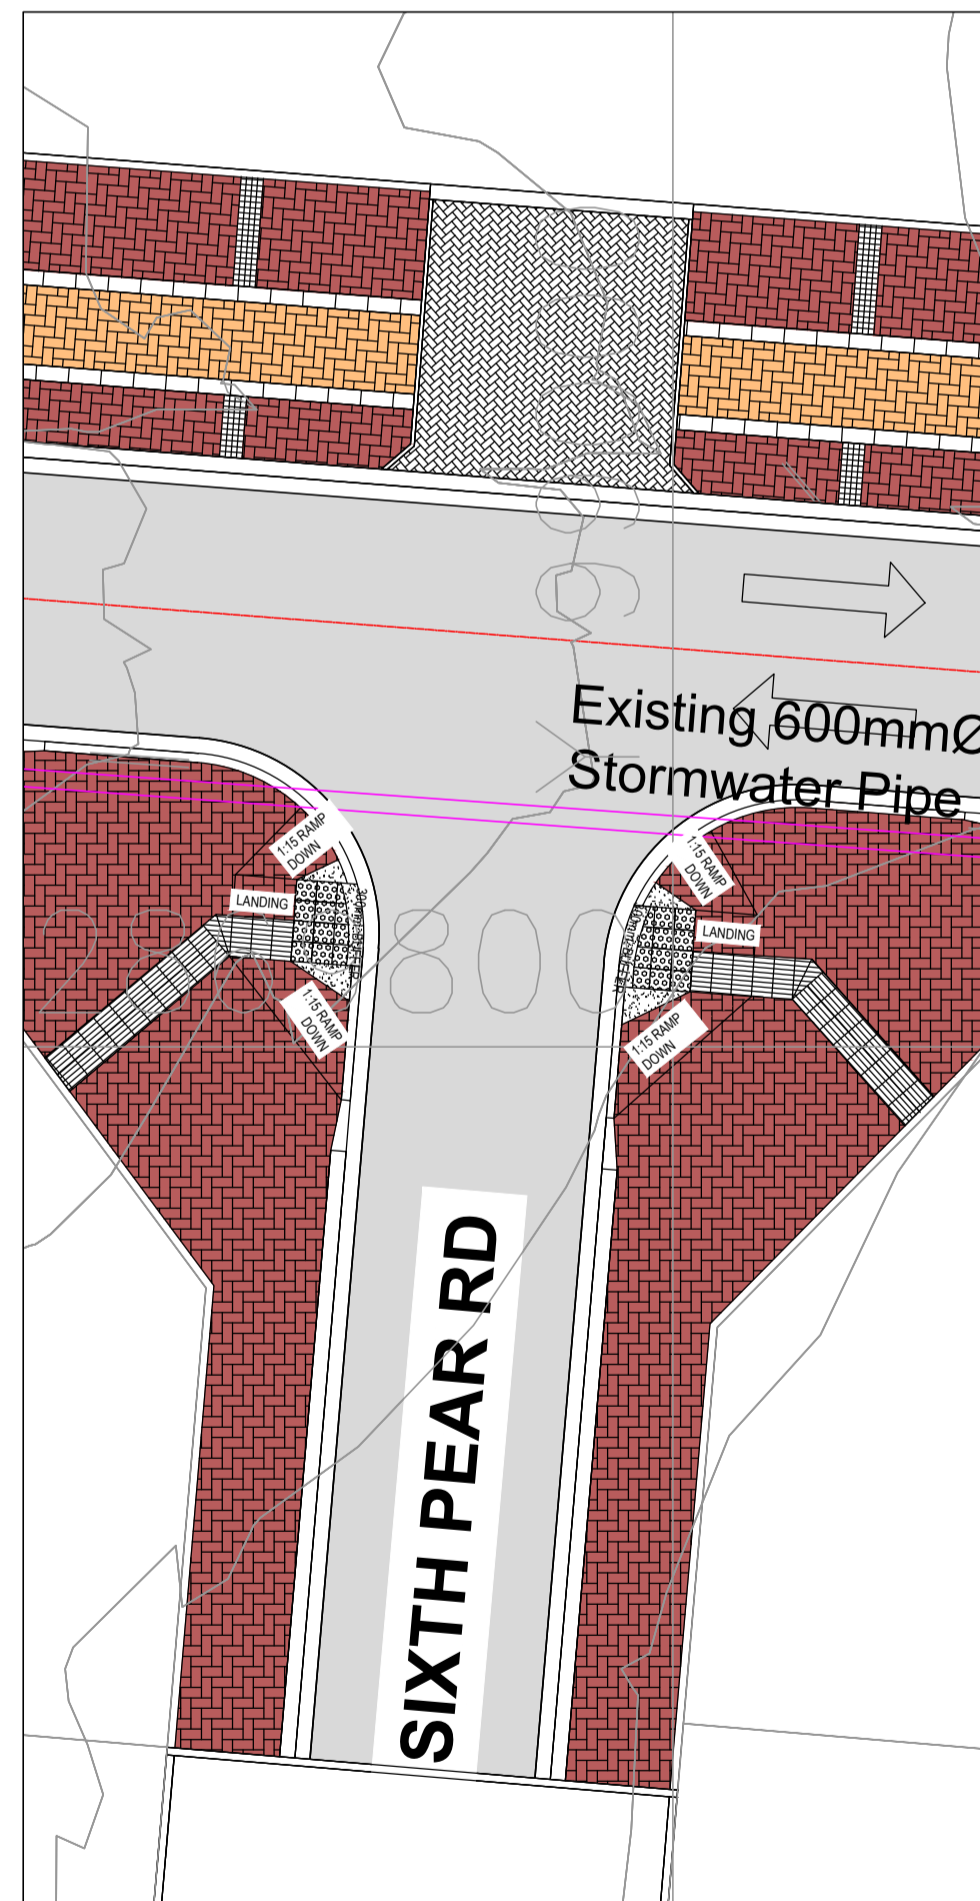 Existing 600mmØ
Stormwater Pipe
1:15 RAMP
DOWN
1:15 RAMP
DOWN
LANDING
LANDING
1:15 RAMP
DOWN
1:15 RAMP
DOWN
SIXTH PEAR RD